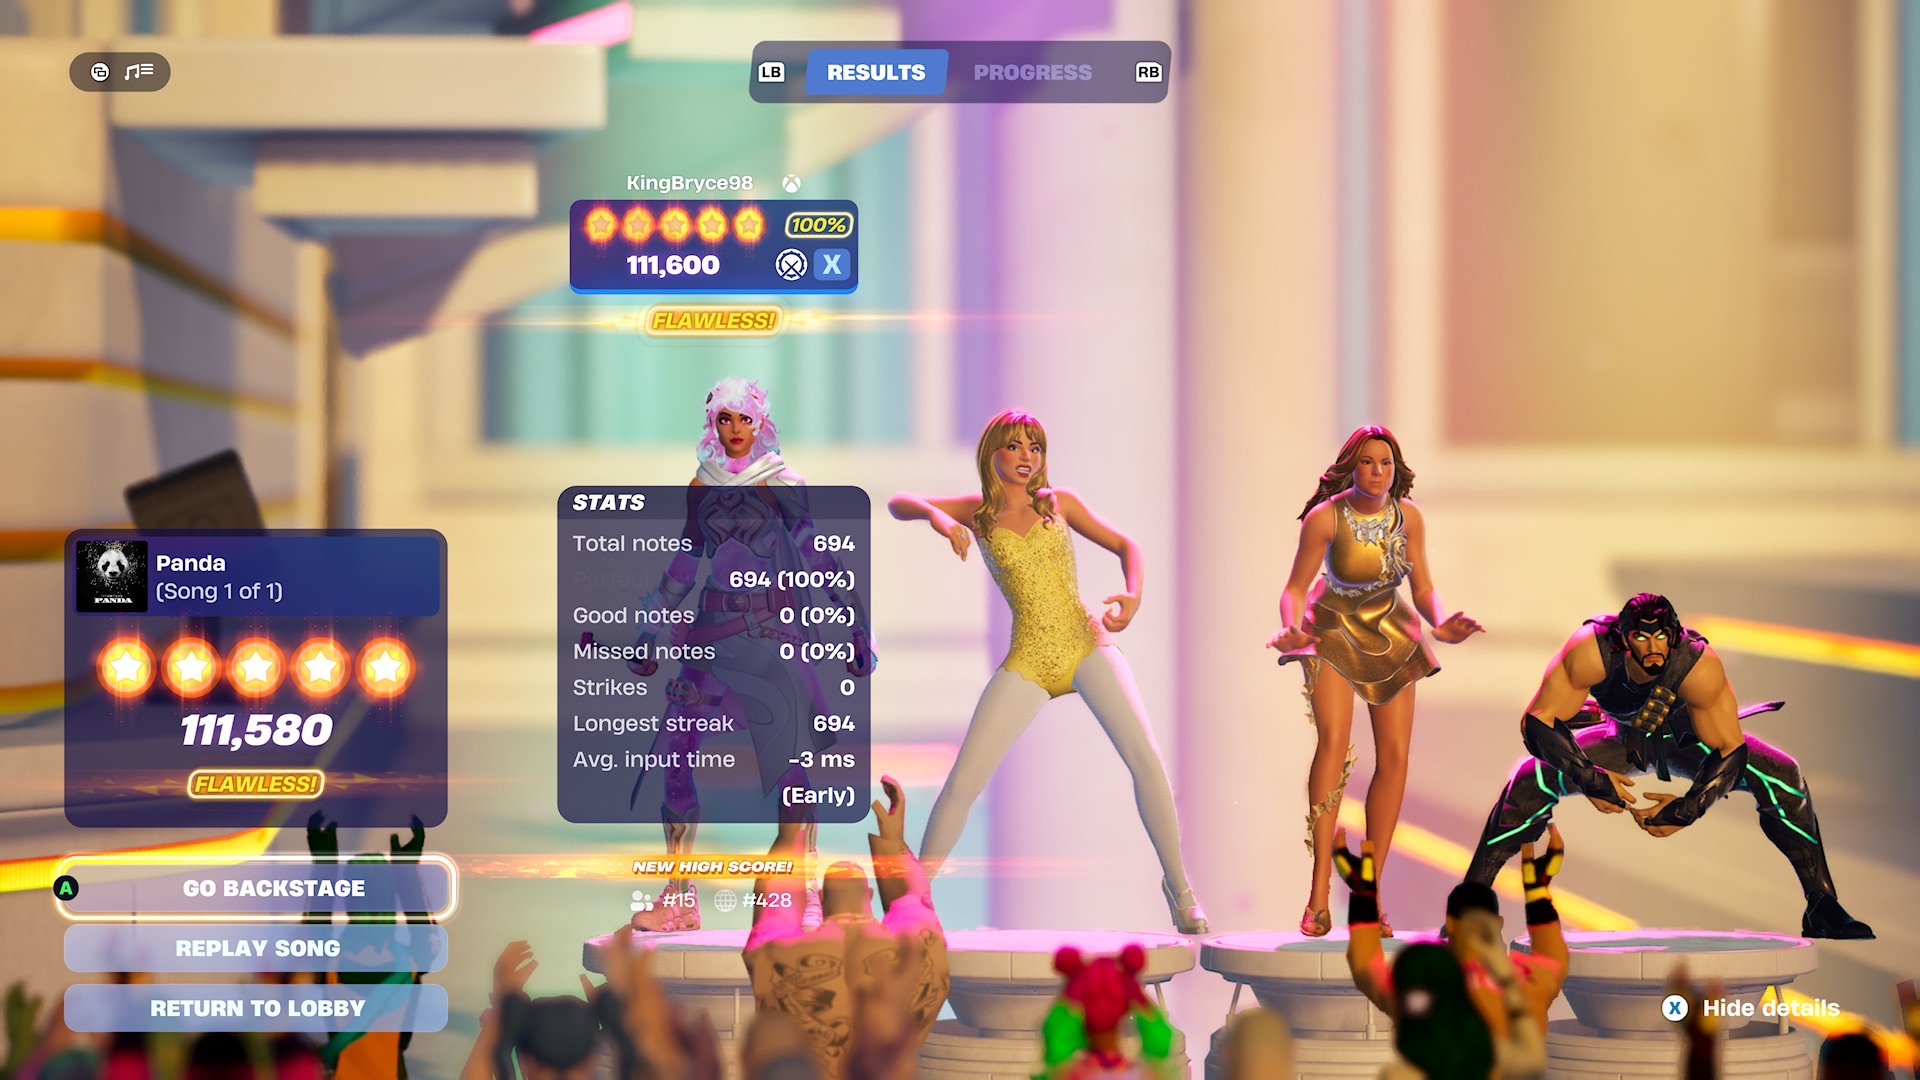 LB RESULTS PROGRESS RB
KingBryce98
100%
111,600
X
FLAWLESS!
STATS
Total notes 694
Perfect 694 (100%)
Good notes 0 (0%)
Missed notes 0 (0%)
Strikes 0
Longest streak 694
Avg. input time -3 ms
(Early)
NEW HIGH SCORE!
#15 #428
PANDA
Panda
(Song 1 of 1)
111,580
FLAWLESS!
A GO BACKSTAGE
REPLAY SONG
RETURN TO LOBBY
X Hide details